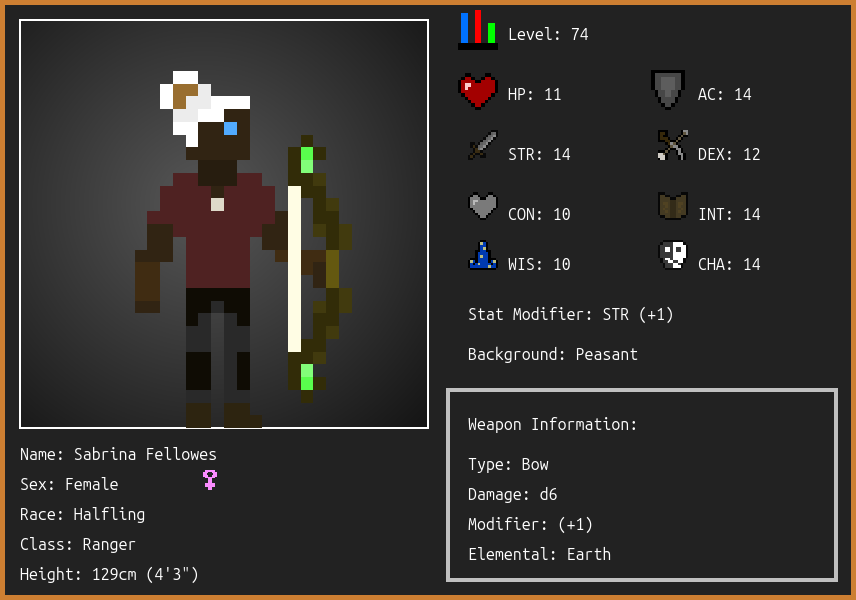 Level: 74
HP: 11
AC: 14
STR: 14
DEX: 12
CON: 10
INT: 14
WIS: 10
CHA: 14
Stat Modifier: STR (+1)
Background: Peasant
Weapon Information:
Type: Bow
Damage: d6
Modifier: (+1)
Elemental: Earth
Name: Sabrina Fellowes
Sex: Female
Race: Halfling
Class: Ranger
Height: 129cm (4'3")